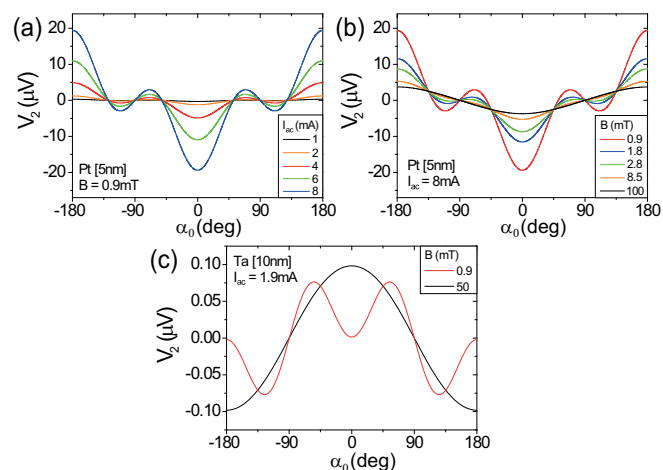 (a)
V2 (μV)
20
10
0
-10
-20
Iac (mA)
1
2
4
6
8
Pt [5nm]
B = 0.9mT
-180 -90 0 90 180
α0(deg)
(b)
V2 (μV)
20
10
0
-10
-20
B (mT)
0.9
1.8
2.8
8.5
100
Pt [5nm]
Iac = 8mA
-180 -90 0 90 180
α0(deg)
(c)
V2 (μV)
0.10
0.05
0.00
-0.05
-0.10
Ta [10nm]
Iac = 1.9mA
B (mT)
0.9
50
-180 -90 0 90 180
α0(deg)